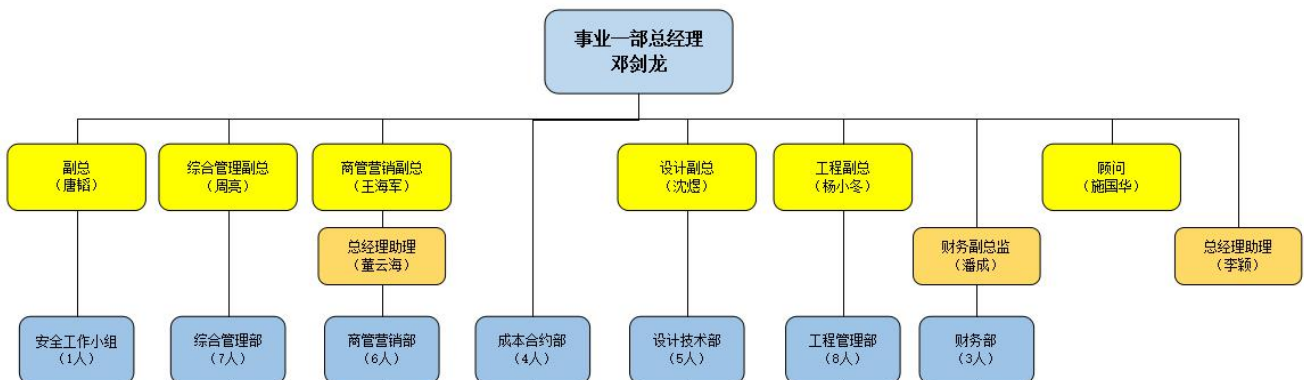 事业一部总经理
邓剑龙
副总
（唐韬）
综合管理副总
（周亮）
商管营销副总
（王海军）
设计副总
（沈煜）
工程副总
（杨小冬）
顾问
（施国华）
总经理助理
（董云海）
财务副总监
（潘成）
总经理助理
（李颖）
安全工作小组
（1人）
综合管理部
（7人）
商管营销部
（6人）
成本合约部
（4人）
设计技术部
（5人）
工程管理部
（8人）
财务部
（3人）